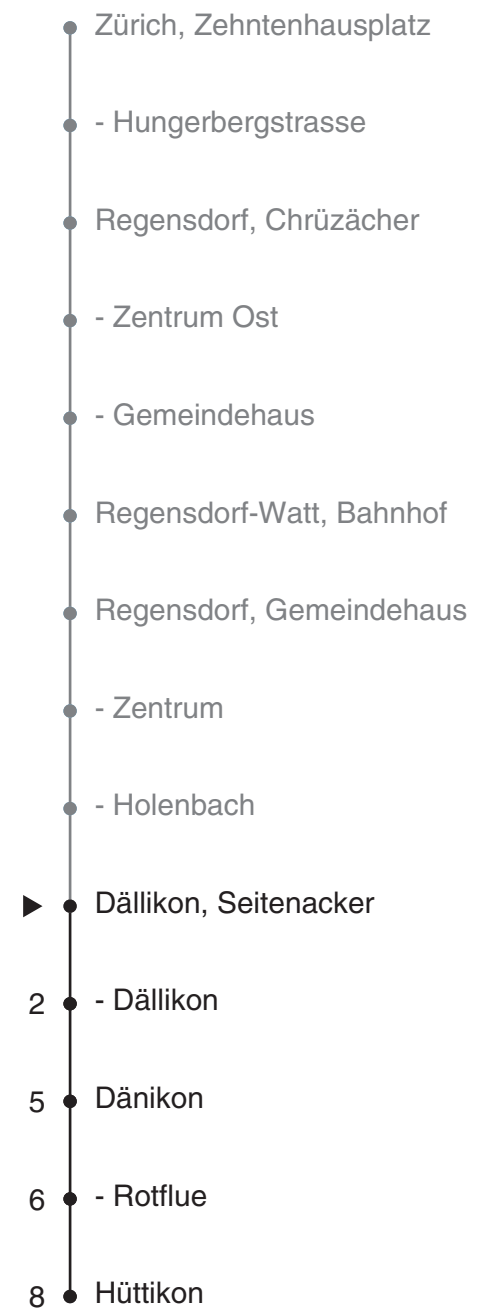 Zürich, Zehntenhausplatz
- Hungerbergstrasse
Regensdorf, Chrüzächer
- Zentrum Ost
- Gemeindehaus
Regensdorf-Watt, Bahnhof
Regensdorf, Gemeindehaus
- Zentrum
- Holenbach
Dällikon, Seitenacker
2 - Dällikon
5 Dänikon
6 - Rotflue
8 Hüttikon